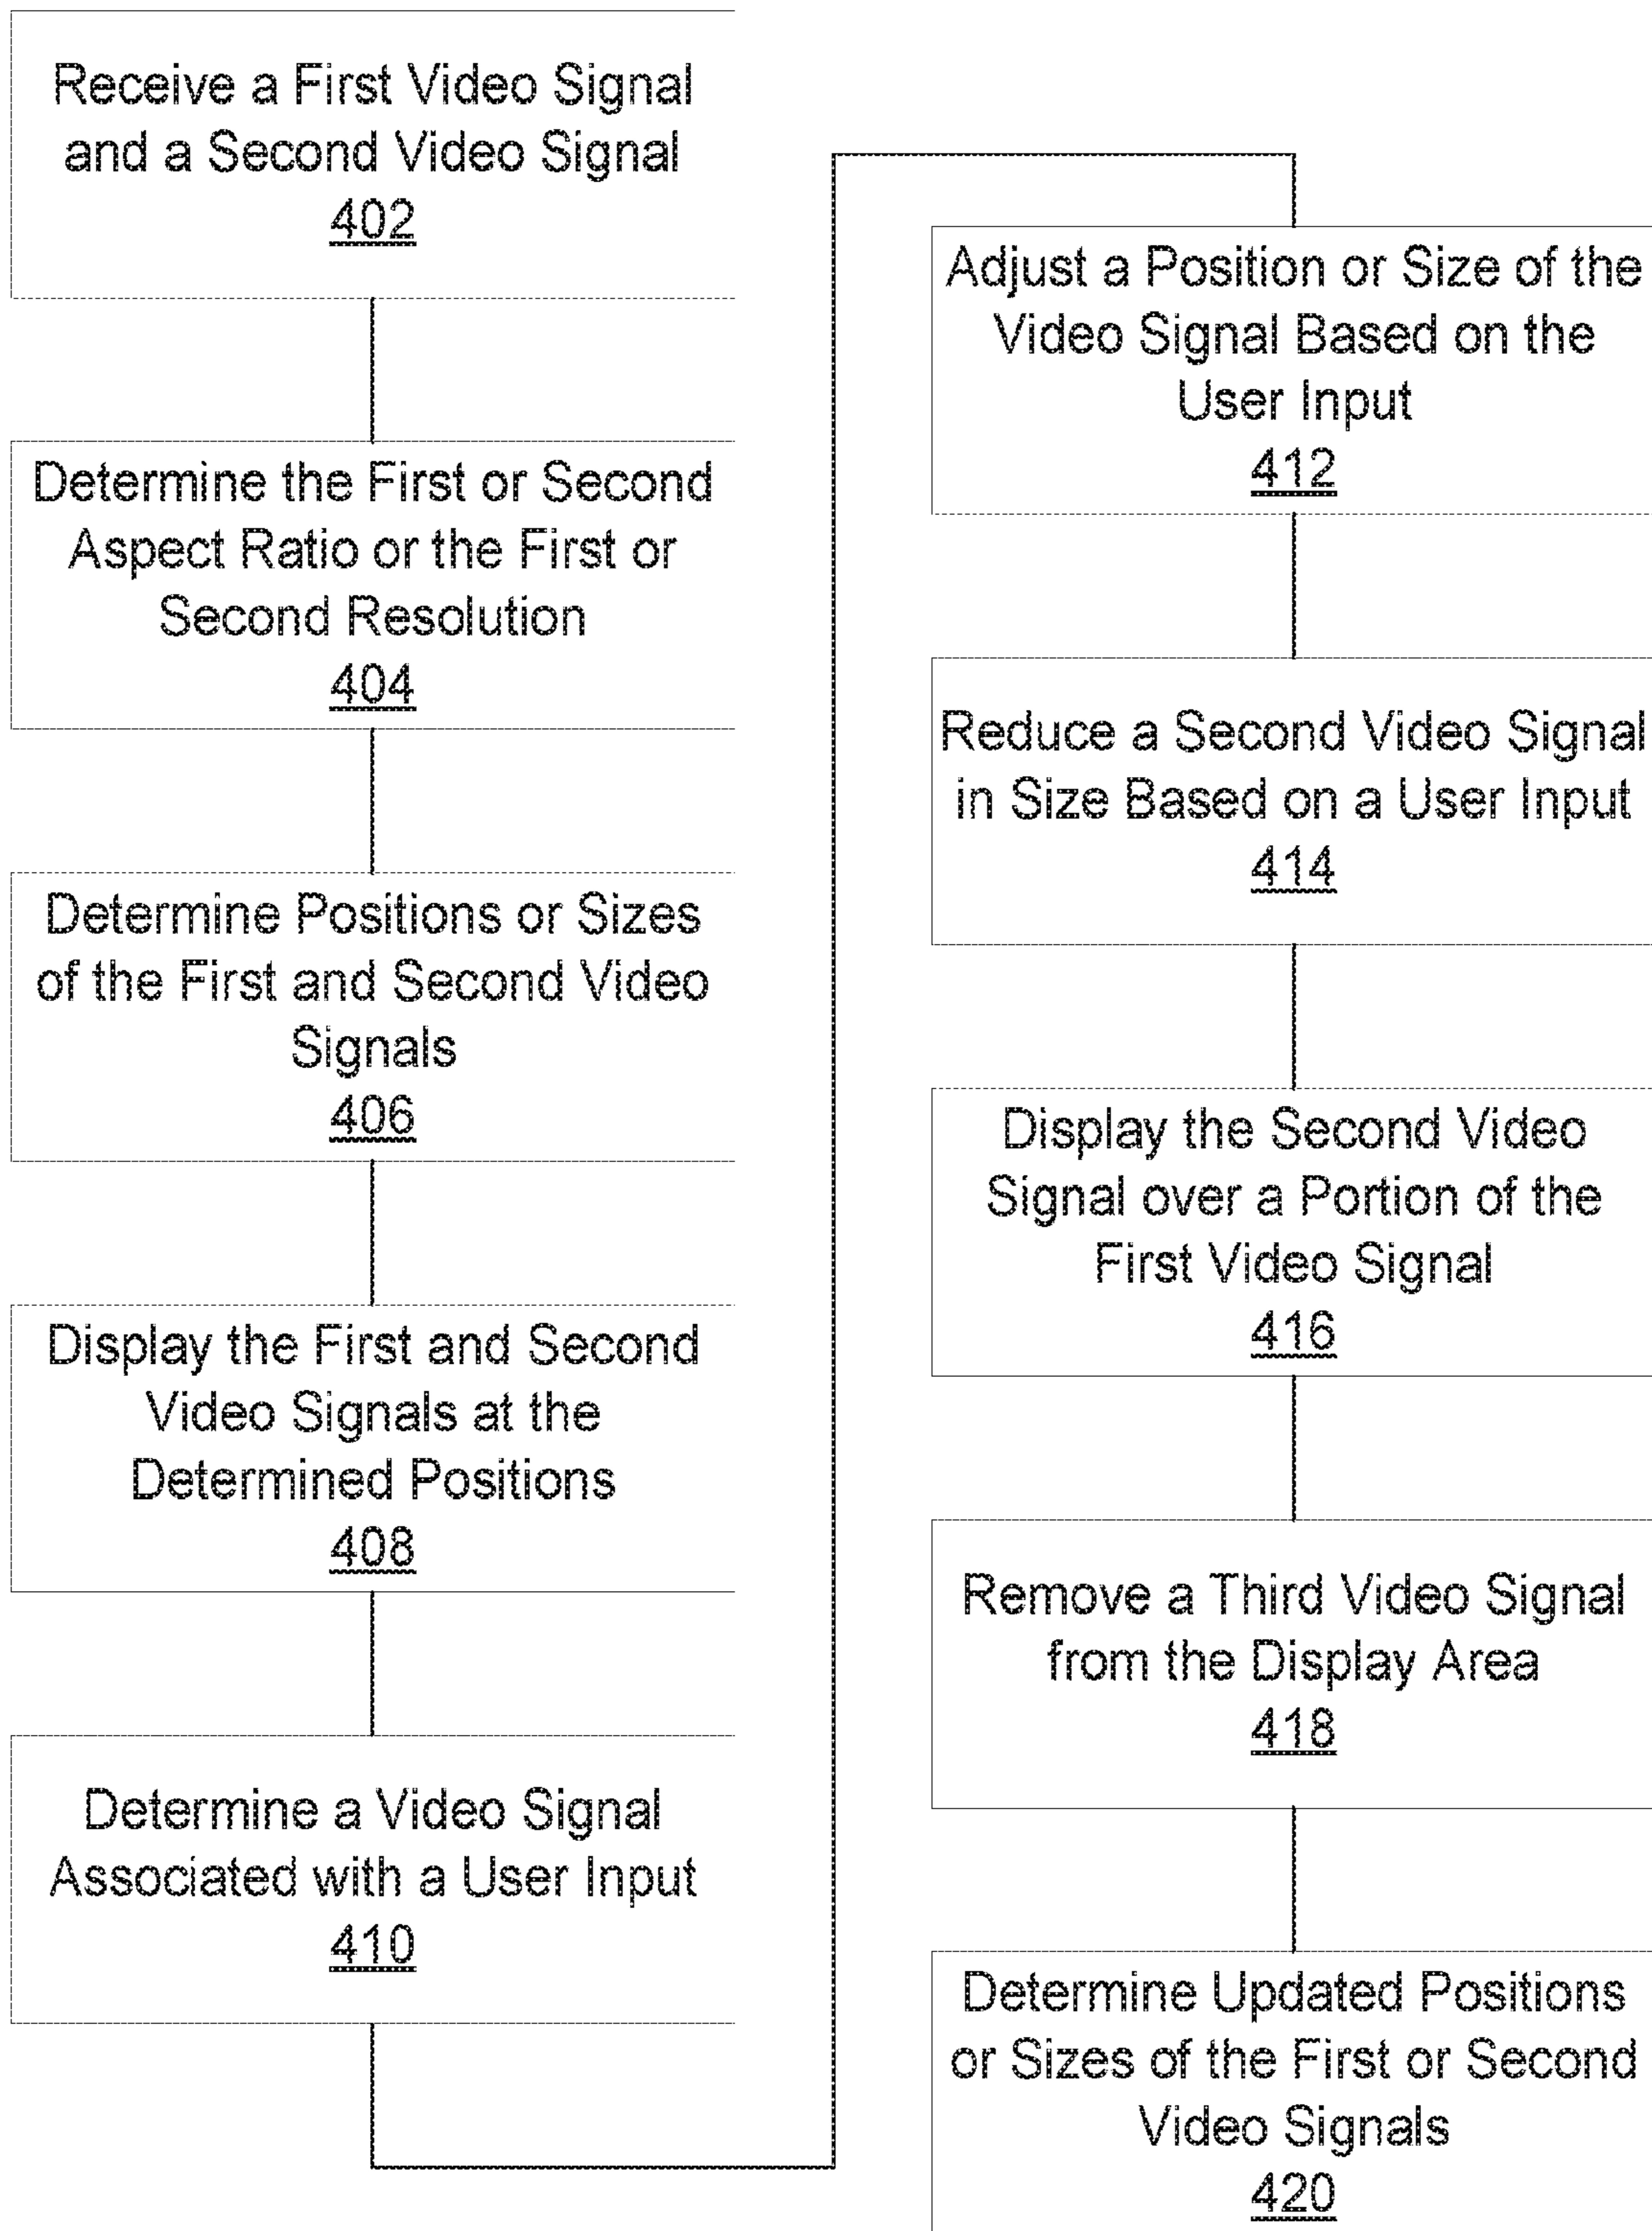 Receive a First Video Signal
and a Second Video Signal
402
Determine the First or Second
Aspect Ratio or the First or
Second Resolution
404
Determine Positions or Sizes
of the First and Second Video
Signals
406
Display the First and Second
Video Signals at the
Determined Positions
408
Determine a Video Signal
Associated with a User Input
410
Adjust a Position or Size of the
Video Signal Based on the
User Input
412
Reduce a Second Video Signal
in Size Based on a User Input
414
Display the Second Video
Signal over a Portion of the
First Video Signal
416
Remove a Third Video Signal
from the Display Area
418
Determine Updated Positions
or Sizes of the First or Second
Video Signals
420